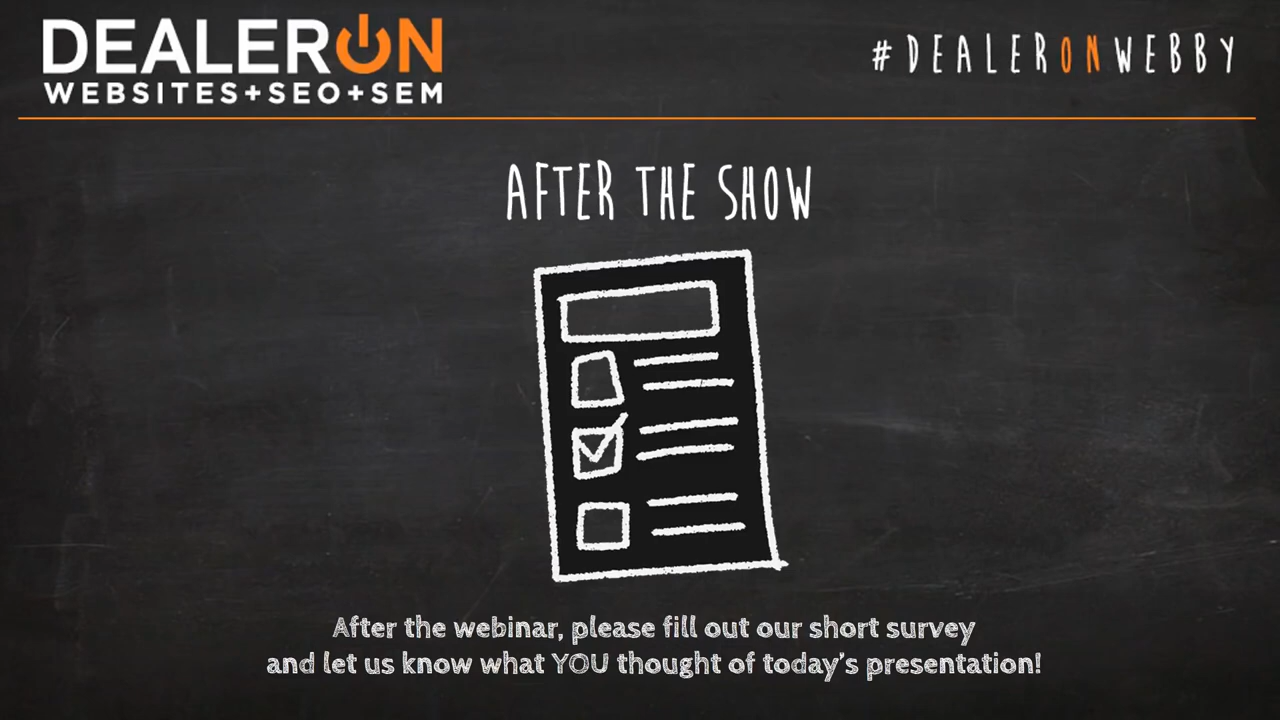 DEALERON
WEBSITES+SEO+SEM
#DEALERONWEBBY
AFTER THE SHOW
After the webinar, please fill out our short survey
and let us know what YOU thought of today's presentation!